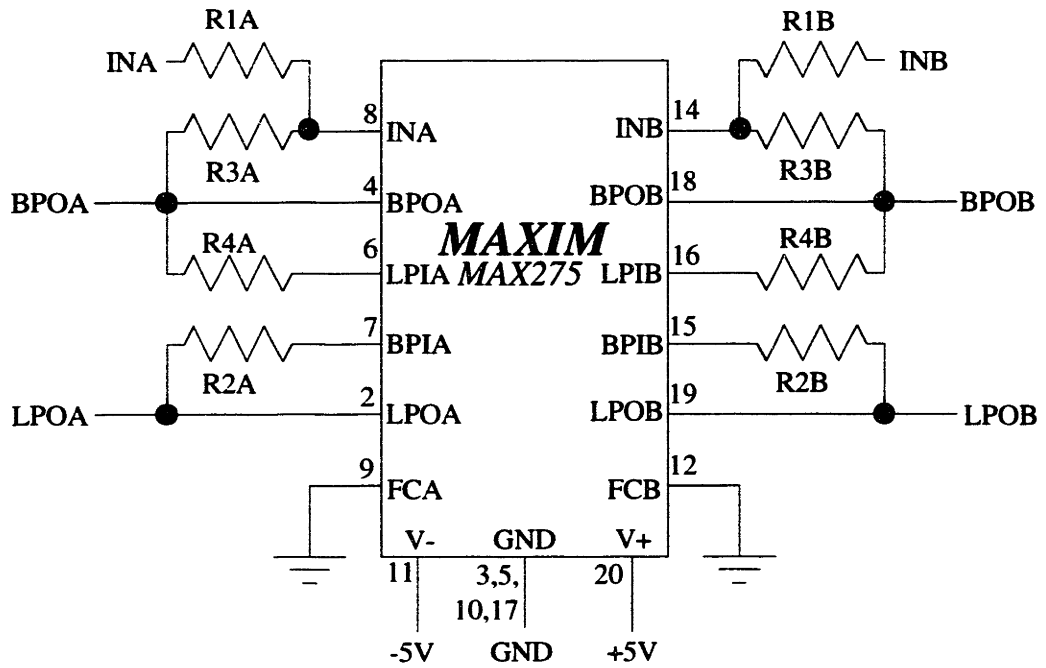 R1A
R1B
INA
INB
8
14
INA
INB
R3A
R3B
4
18
BPOA
BPOA
BPOB
BPOB
MAXIM
R4A
R4B
6
16
LPIA
MAX275
LPIB
7
15
BPIA
BPIB
R2A
R2B
2
19
LPOA
LPOA
LPOB
LPOB
9
12
FCA
FCB
V-
GND
V+
11
3,5,
20
10,17
-5V
GND
+5V